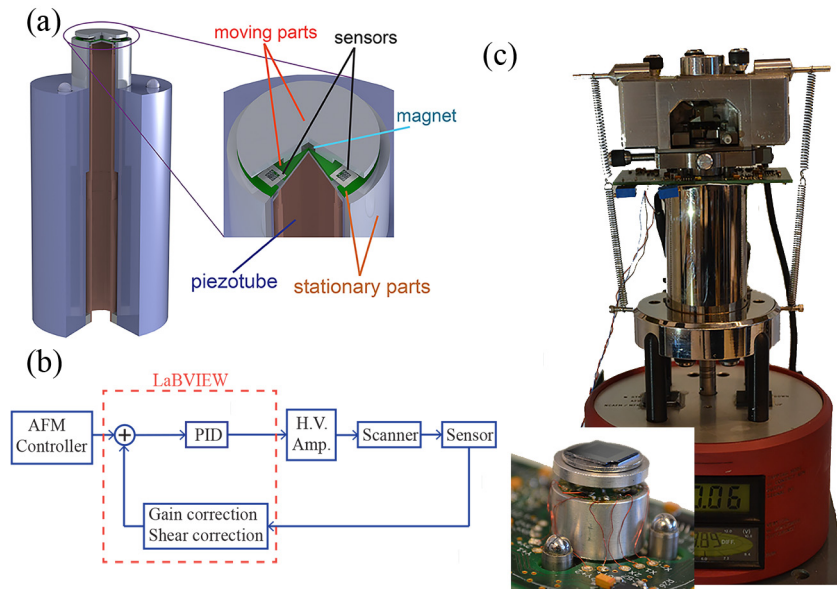 (a)
moving parts
sensors
magnet
piezotube
stationary parts
(b)
LaBVIEW
AFM
Controller
+
PID
H.V.
Amp.
Scanner
Sensor
Gain correction
Shear correction
(c)
0.06